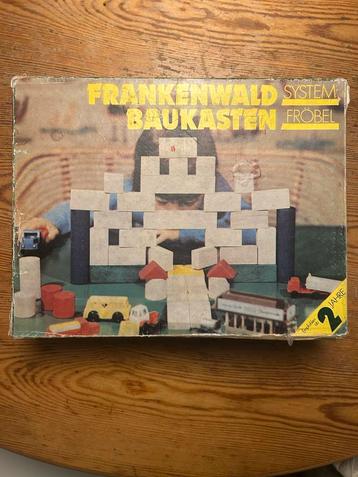 FRANKENWALD
BAUKASTEN
SYSTEM
FRÖBEL
2
JAHRE